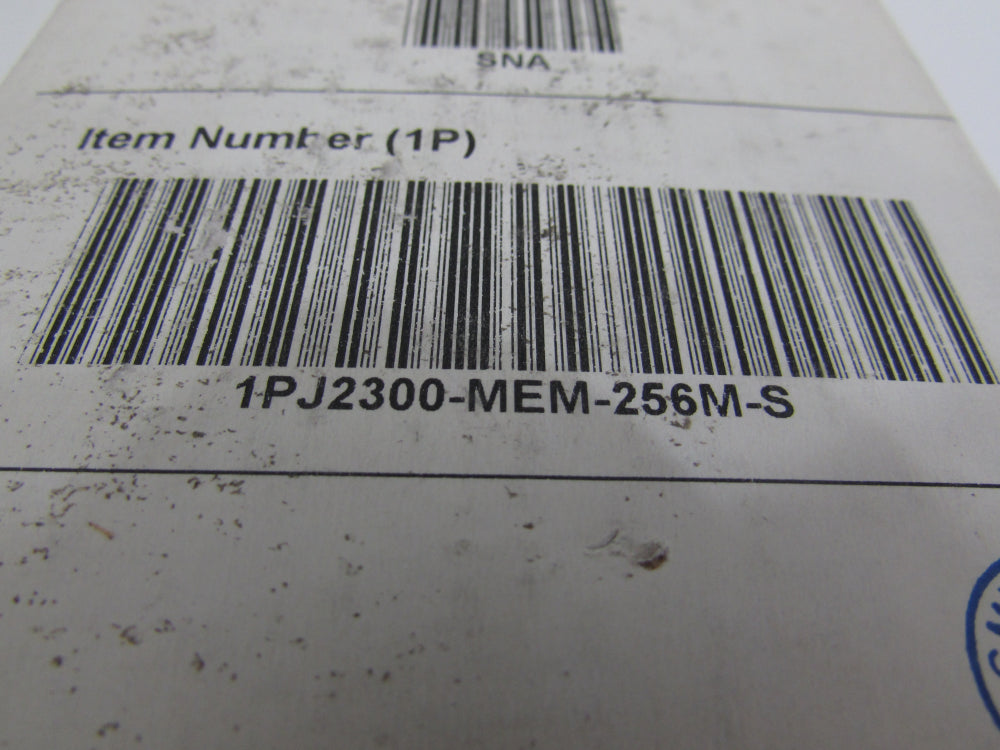 SNA
Item Number (1P)
1PJ2300-MEM-256M-S